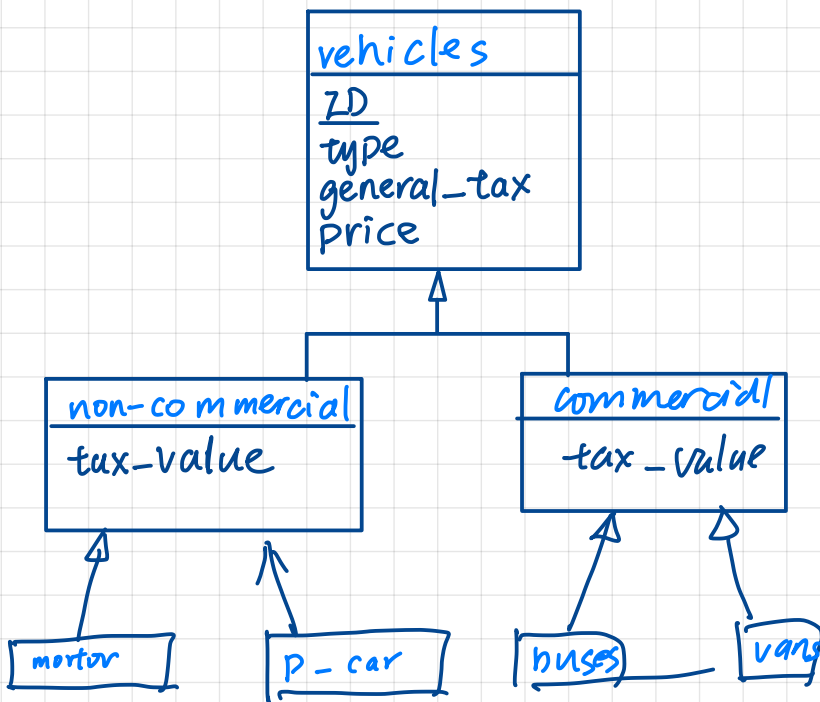 vehicles
ID
type
general_tax
price
non-commercial
tax_value
commercial
tax_value
mortor
p_car
buses
vans